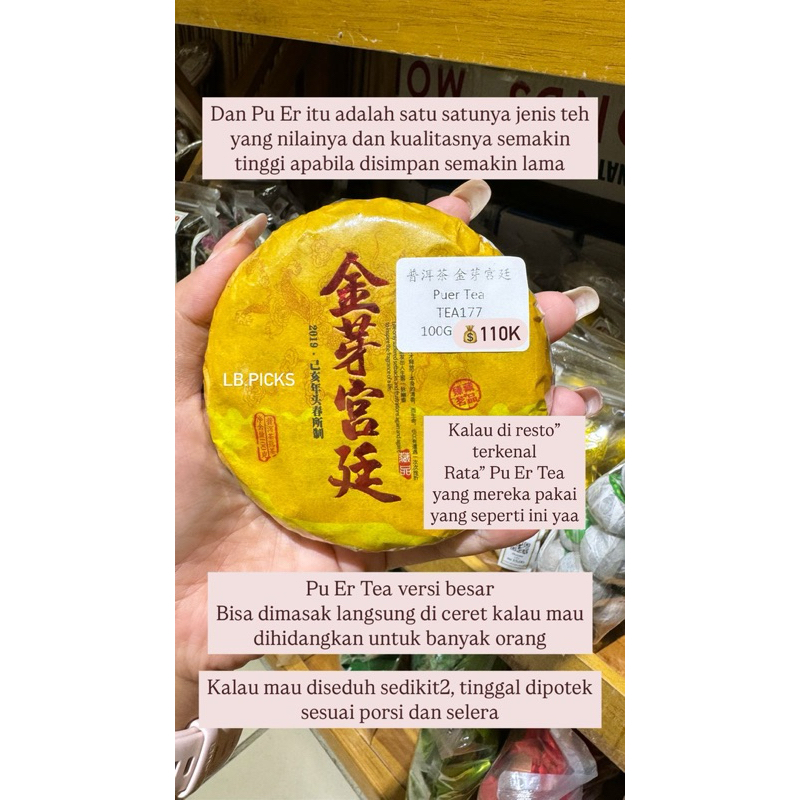 Dan Pu Er itu adalah satu satunya jenis teh
yang nilainya dan kualitasnya semakin
tinggi apabila disimpan semakin lama
普洱茶 金芽宫廷
Puer Tea
TEA177
100G 💰110K
金芽宫廷
2019·己亥年头春所制
LB.PICKS
Kalau di resto”
terkenal
Rata” Pu Er Tea
yang mereka pakai
yang seperti ini yaa
Pu Er Tea versi besar
Bisa dimasak langsung di ceret kalau mau
dihidangkan untuk banyak orang
Kalau mau diseduh sedikit2, tinggal dipotek
sesuai porsi dan selera